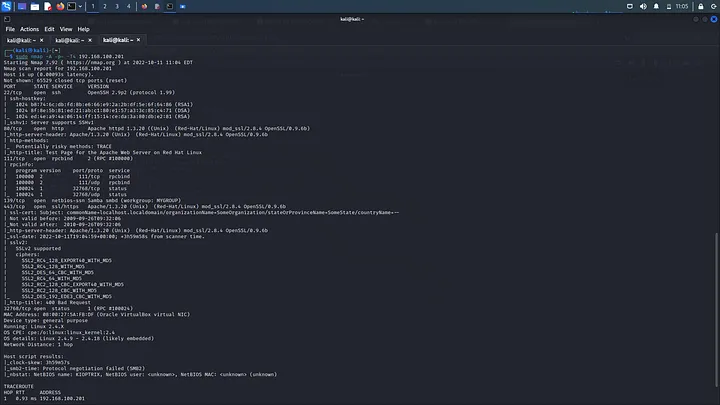 1 2 3 4
11:05
kali@kali: ~
File Actions Edit View Help
kali@kali: ~ kali@kali: ~ kali@kali: ~
(kali㉿kali)-[~]
$ sudo nmap -A -p- -T4 192.168.100.201
Starting Nmap 7.92 ( https://nmap.org ) at 2022-10-11 11:04 EDT
Nmap scan report for 192.168.100.201
Host is up (0.00093s latency).
Not shown: 65529 closed tcp ports (reset)
PORT STATE SERVICE VERSION
22/tcp open ssh OpenSSH 2.9p2 (protocol 1.99)
| ssh-hostkey:
| 1024 b8:74:6c:db:fd:8b:e6:66:e9:2a:2b:df:5e:6f:64:86 (RSA1)
| 1024 8f:8e:5b:81:ed:21:ab:c1:80:e1:57:a3:3c:85:c4:71 (DSA)
|_ 1024 ed:4e:a9:4a:06:14:ff:15:14:ce:da:3a:80:db:e2:81 (RSA)
|_sshv1: Server supports SSHv1
80/tcp open http Apache httpd 1.3.20 ((Unix) (Red-Hat/Linux) mod_ssl/2.8.4 OpenSSL/0.9.6b)
|_http-server-header: Apache/1.3.20 (Unix) (Red-Hat/Linux) mod_ssl/2.8.4 OpenSSL/0.9.6b
| http-methods:
|_ Potentially risky methods: TRACE
|_http-title: Test Page for the Apache Web Server on Red Hat Linux
111/tcp open rpcbind 2 (RPC #100000)
| rpcinfo:
| program version port/proto service
| 100000 2 111/tcp rpcbind
| 100000 2 111/udp rpcbind
| 100024 1 32768/tcp status
|_ 100024 1 32768/udp status
139/tcp open netbios-ssn Samba smbd (workgroup: MYGROUP)
443/tcp open ssl/https Apache/1.3.20 (Unix) (Red-Hat/Linux) mod_ssl/2.8.4 OpenSSL/0.9.6b
| ssl-cert: Subject: commonName=localhost.localdomain/organizationName=SomeOrganization/stateOrProvinceName=SomeState/countryName=--
| Not valid before: 2009-09-26T09:32:06
|_Not valid after: 2010-09-26T09:32:06
|_http-server-header: Apache/1.3.20 (Unix) (Red-Hat/Linux) mod_ssl/2.8.4 OpenSSL/0.9.6b
|_ssl-date: 2022-10-11T19:04:59+00:00; +3h59m58s from scanner time.
| sslv2:
| SSLv2 supported
| ciphers:
| SSL2_RC4_128_EXPORT40_WITH_MD5
| SSL2_RC4_128_WITH_MD5
| SSL2_DES_64_CBC_WITH_MD5
| SSL2_RC4_64_WITH_MD5
| SSL2_RC2_128_CBC_EXPORT40_WITH_MD5
| SSL2_RC2_128_CBC_WITH_MD5
|_ SSL2_DES_192_EDE3_CBC_WITH_MD5
|_http-title: 400 Bad Request
32768/tcp open status 1 (RPC #100024)
MAC Address: 08:00:27:5A:FB:DF (Oracle VirtualBox virtual NIC)
Device type: general purpose
Running: Linux 2.4.X
OS CPE: cpe:/o:linux:linux_kernel:2.4
OS details: Linux 2.4.9 - 2.4.18 (likely embedded)
Network Distance: 1 hop
Host script results:
|_clock-skew: 3h59m57s
|_smb2-time: Protocol negotiation failed (SMB2)
|_nbstat: NetBIOS name: KIOPTRIX, NetBIOS user: <unknown>, NetBIOS MAC: <unknown> (unknown)
TRACEROUTE
HOP RTT ADDRESS
1 0.93 ms 192.168.100.201